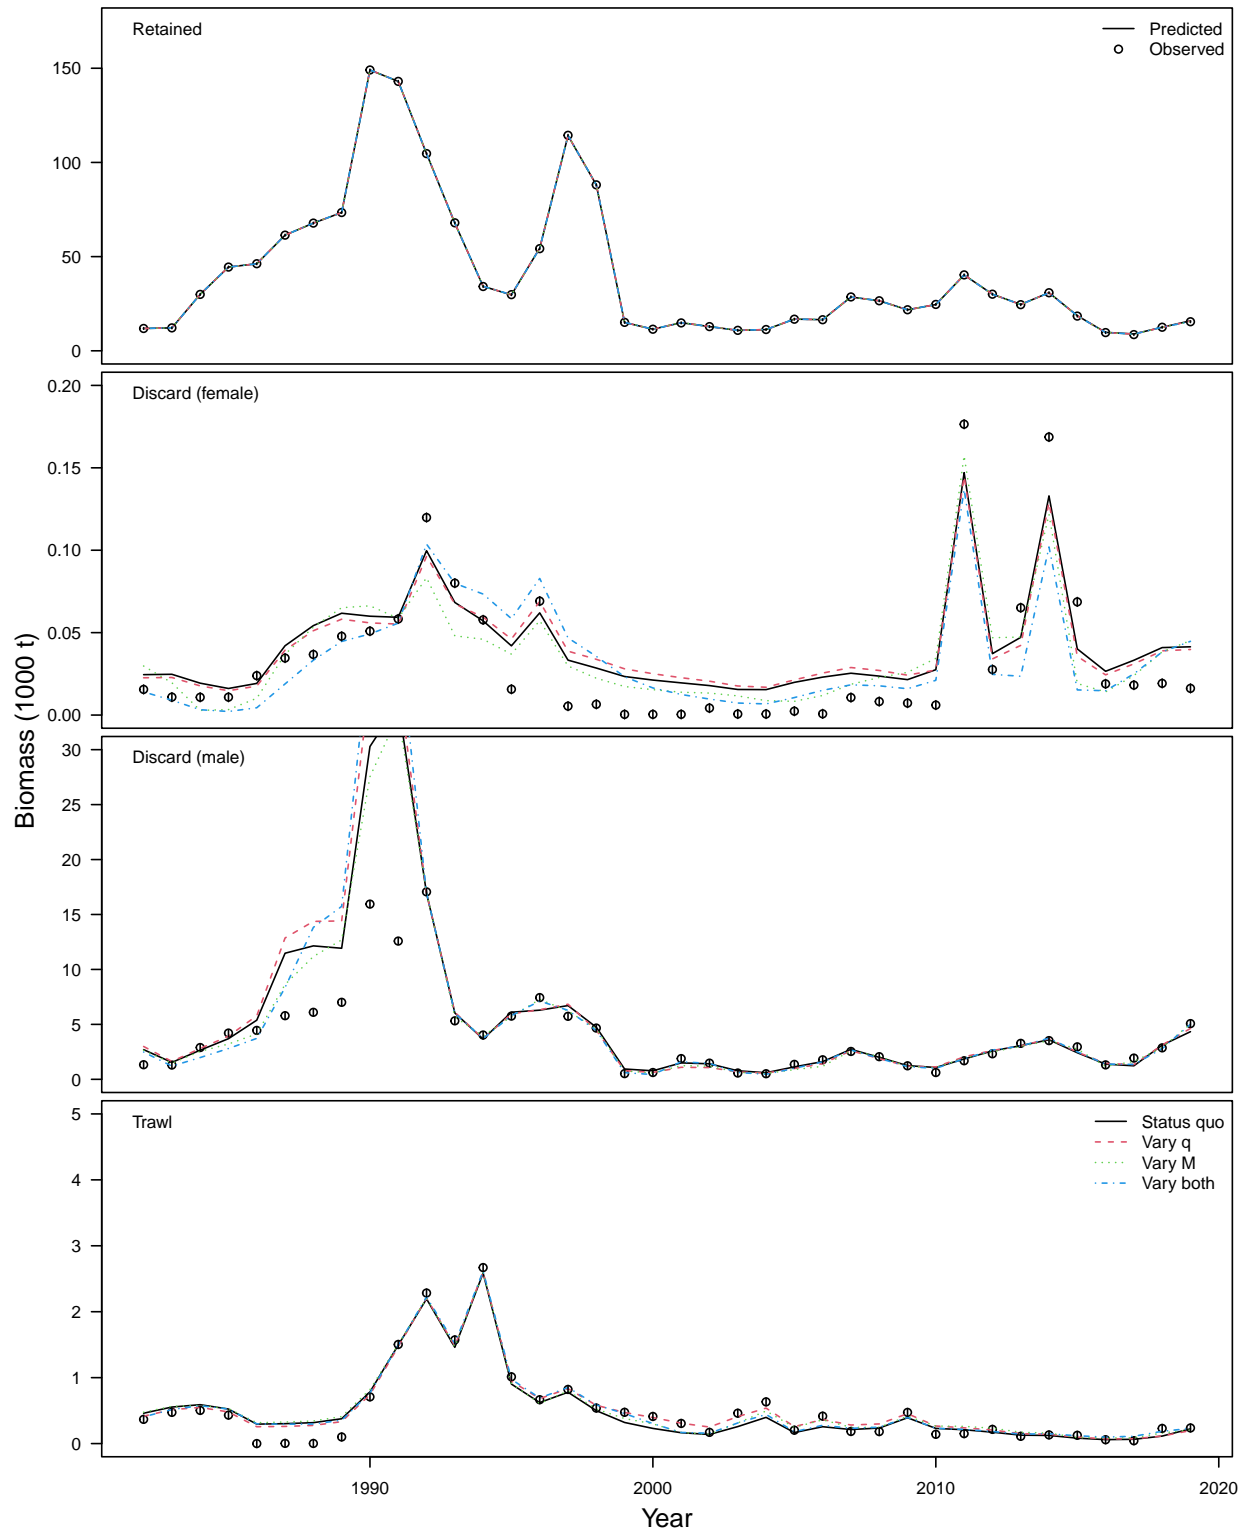 Retained
Predicted
Observed
150
100
50
0
Discard (female)
0.20
0.15
0.10
0.05
0.00
Discard (male)
30
25
20
15
10
5
0
Biomass (1000 t)
Trawl
Status quo
Vary q
Vary M
Vary both
5
4
3
2
1
0
1990 2000 2010 2020
Year